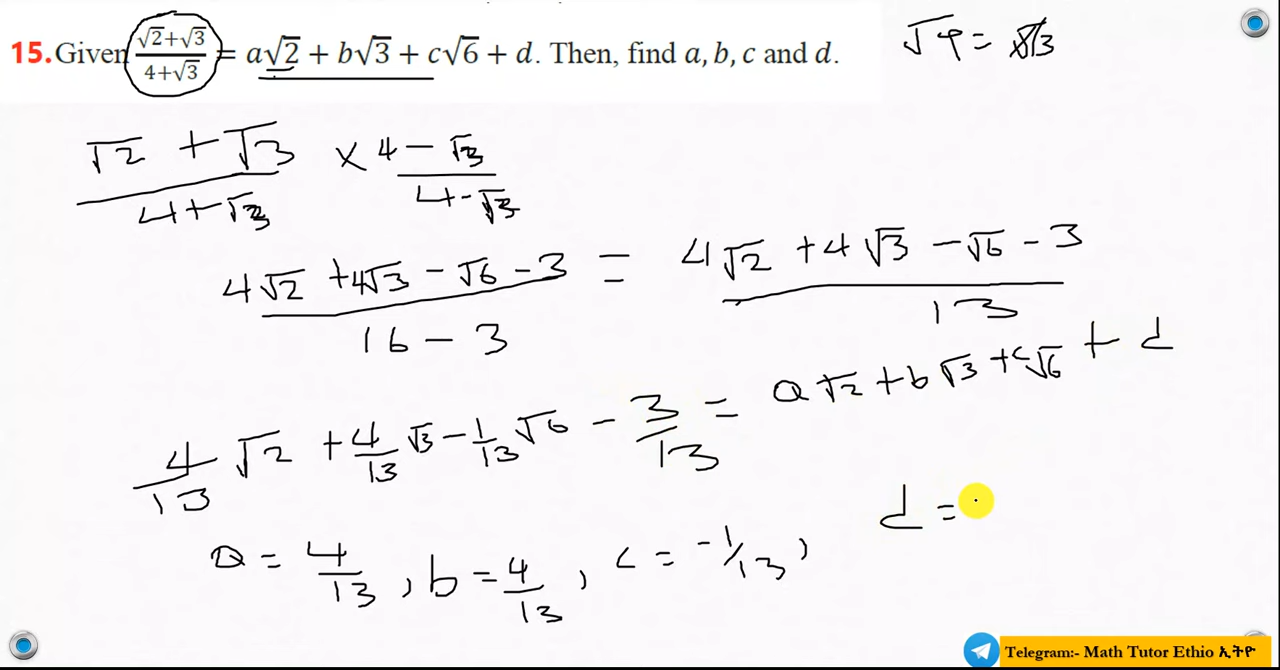 15. Given (√2+√3)/(4+√3) = a√2 + b√3 + c√6 + d. Then, find a, b, c and d.
(√2 + √3)/(4+√3) × (4 − √3)/(4-√3)
(4√2 + 4√3 − √6 − 3)/(16 − 3) = (4√2 + 4√3 − √6 − 3)/13
4/13 √2 + 4/13 √3 − 1/13 √6 − 3/13 = a√2 + b√3 + c√6 + d
a = 4/13, b = 4/13, c = -1/13, d =
Telegram:- Math Tutor Ethio ኢትዮ